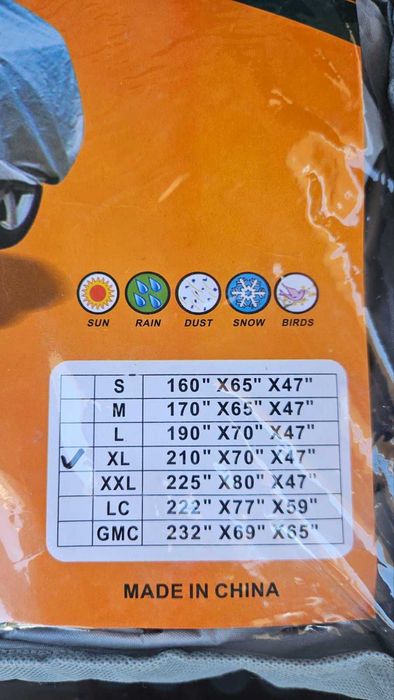 SUN RAIN DUST SNOW BIRDS
S 160" X65" X47"
M 170" X65" X47"
L 190" X70" X47"
✓ XL 210" X70" X47"
XXL 225" X80" X47"
LC 222" X77" X59"
GMC 232" X69" X65"
MADE IN CHINA